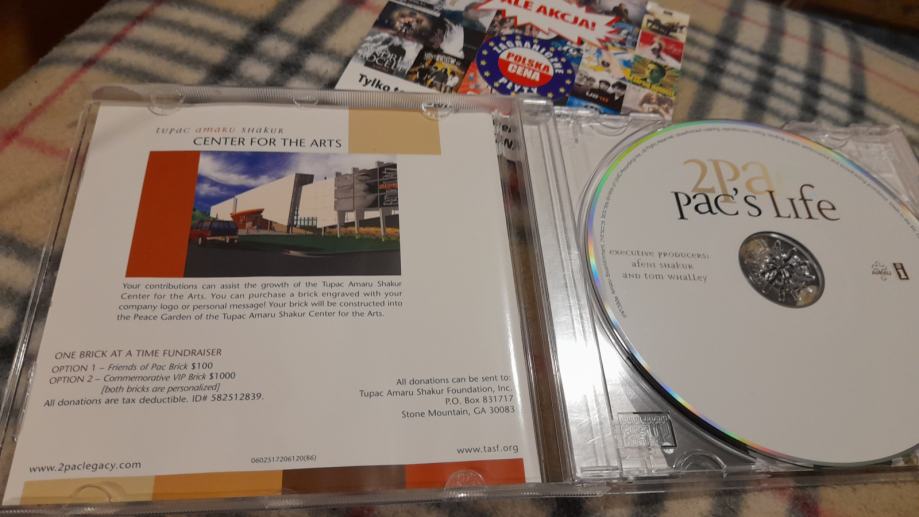 ALE AKCJA!
ZAGRANICZNE
POLSKA
CENA
PŁYTY
Tylko
tupac amaru shakur
CENTER FOR THE ARTS
Your contributions can assist the growth of the Tupac Amaru Shakur
Center for the Arts. You can purchase a brick engraved with your
company logo or personal message! Your brick will be constructed into
the Peace Garden of the Tupac Amaru Shakur Center for the Arts.
ONE BRICK AT A TIME FUNDRAISER
OPTION 1 – Friends of Pac Brick $100
OPTION 2 – Commemorative VIP Brick $1000
[both bricks are personalized]
All donations are tax deductible. ID# 582512839.
All donations can be sent to:
Tupac Amaru Shakur Foundation, Inc.
P.O. Box 831717
Stone Mountain, GA 30083
www.2paclegacy.com
0602517206120(B6)
www.tasf.org
2Pa
Pac's Life
executive producers:
afeni shakur
and tom whalley